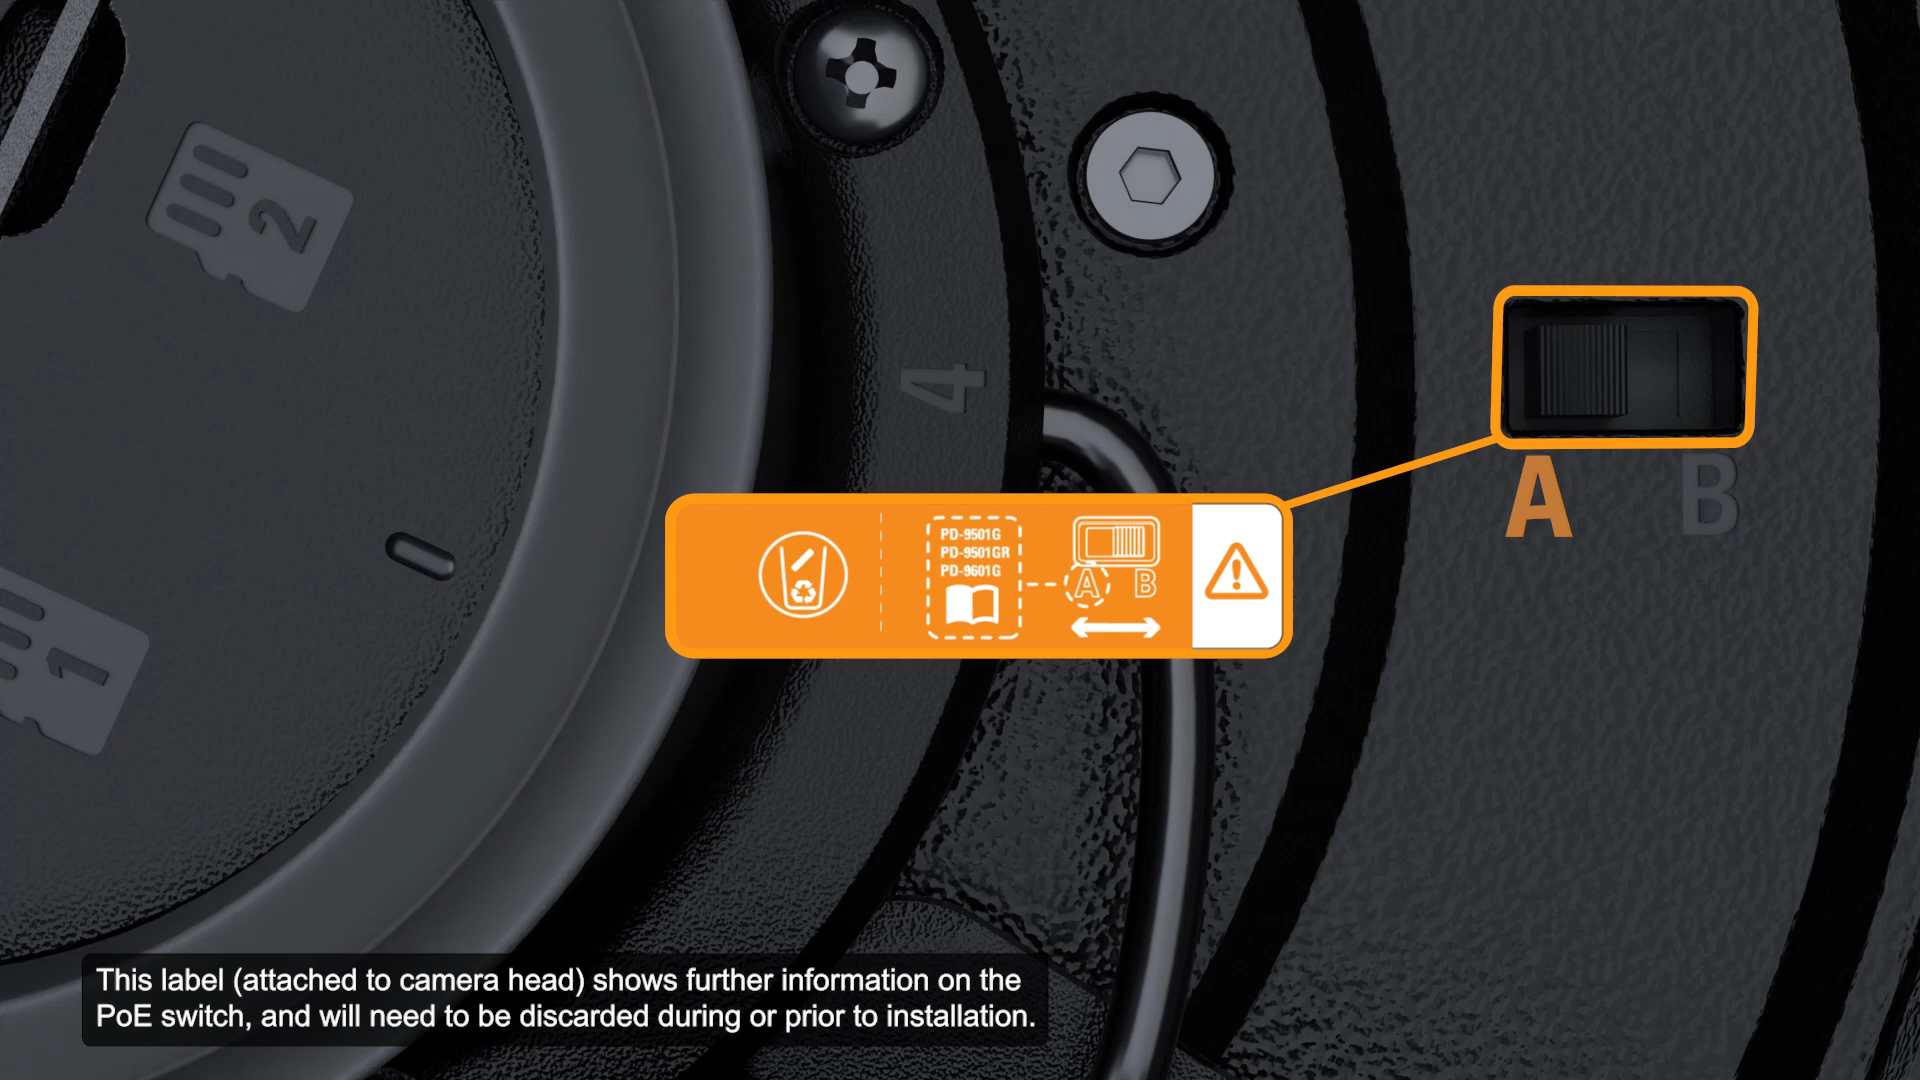 2
4
A
B
PD-9501G
PD-9501GR
PD-9601G
A B
1
This label (attached to camera head) shows further information on the
PoE switch, and will need to be discarded during or prior to installation.